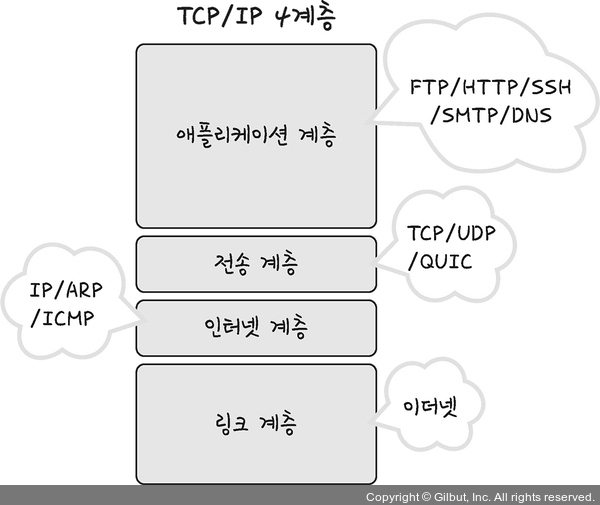 TCP/IP 4계층
애플리케이션 계층
FTP/HTTP/SSH
/SMTP/DNS
전송 계층
TCP/UDP
/QUIC
IP/ARP
/ICMP
인터넷 계층
링크 계층
이더넷
Copyright © Gilbut, Inc. All rights reserved.